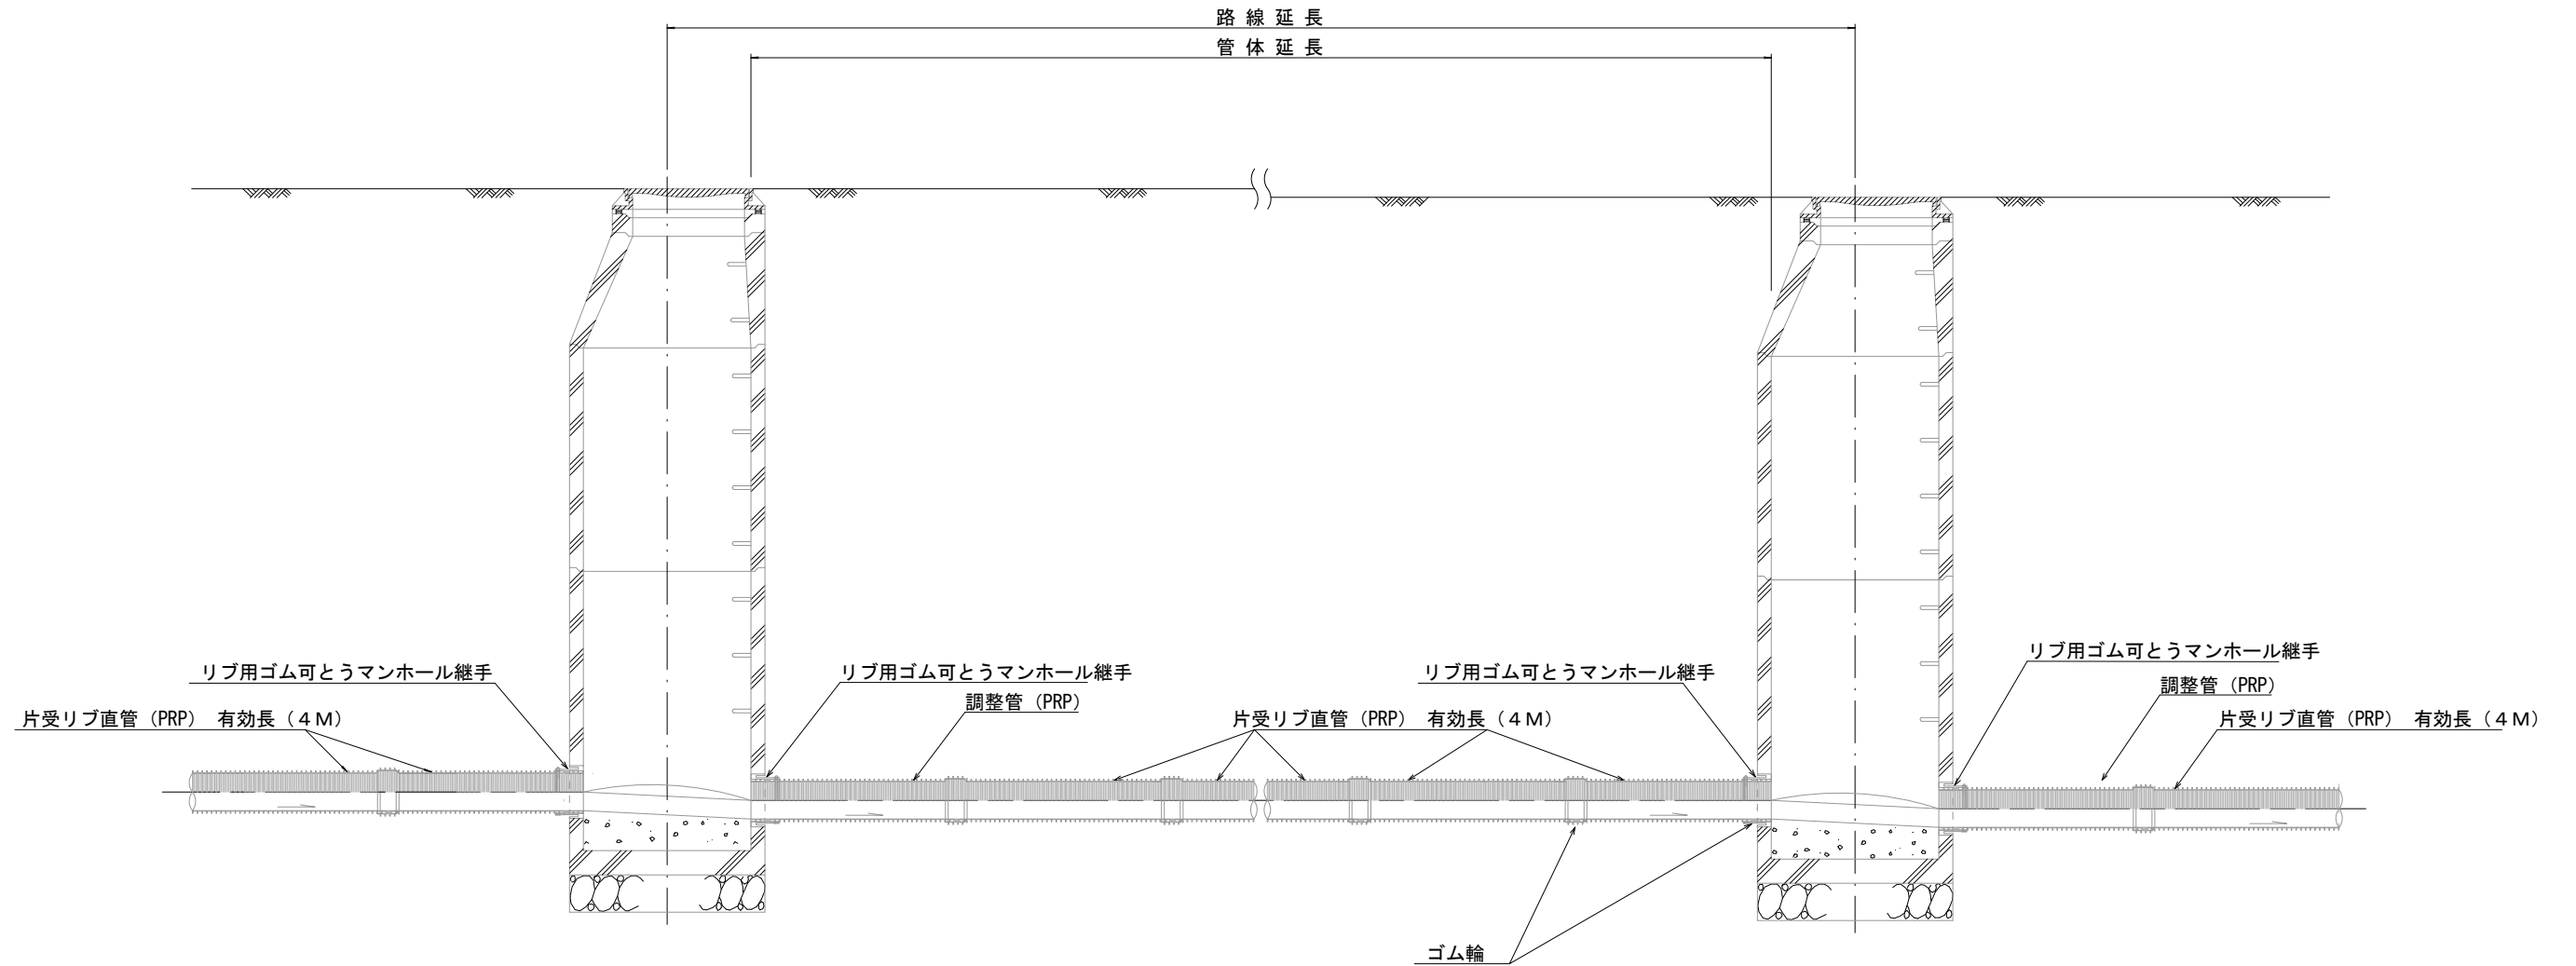 路線延長
管体延長
リブ用ゴム可とうマンホール継手
片受リブ直管（PRP） 有効長（４Ｍ）
リブ用ゴム可とうマンホール継手
調整管（PRP）
リブ用ゴム可とうマンホール継手
片受リブ直管（PRP） 有効長（４Ｍ）
リブ用ゴム可とうマンホール継手
調整管（PRP）
片受リブ直管（PRP） 有効長（４Ｍ）
ゴム輪